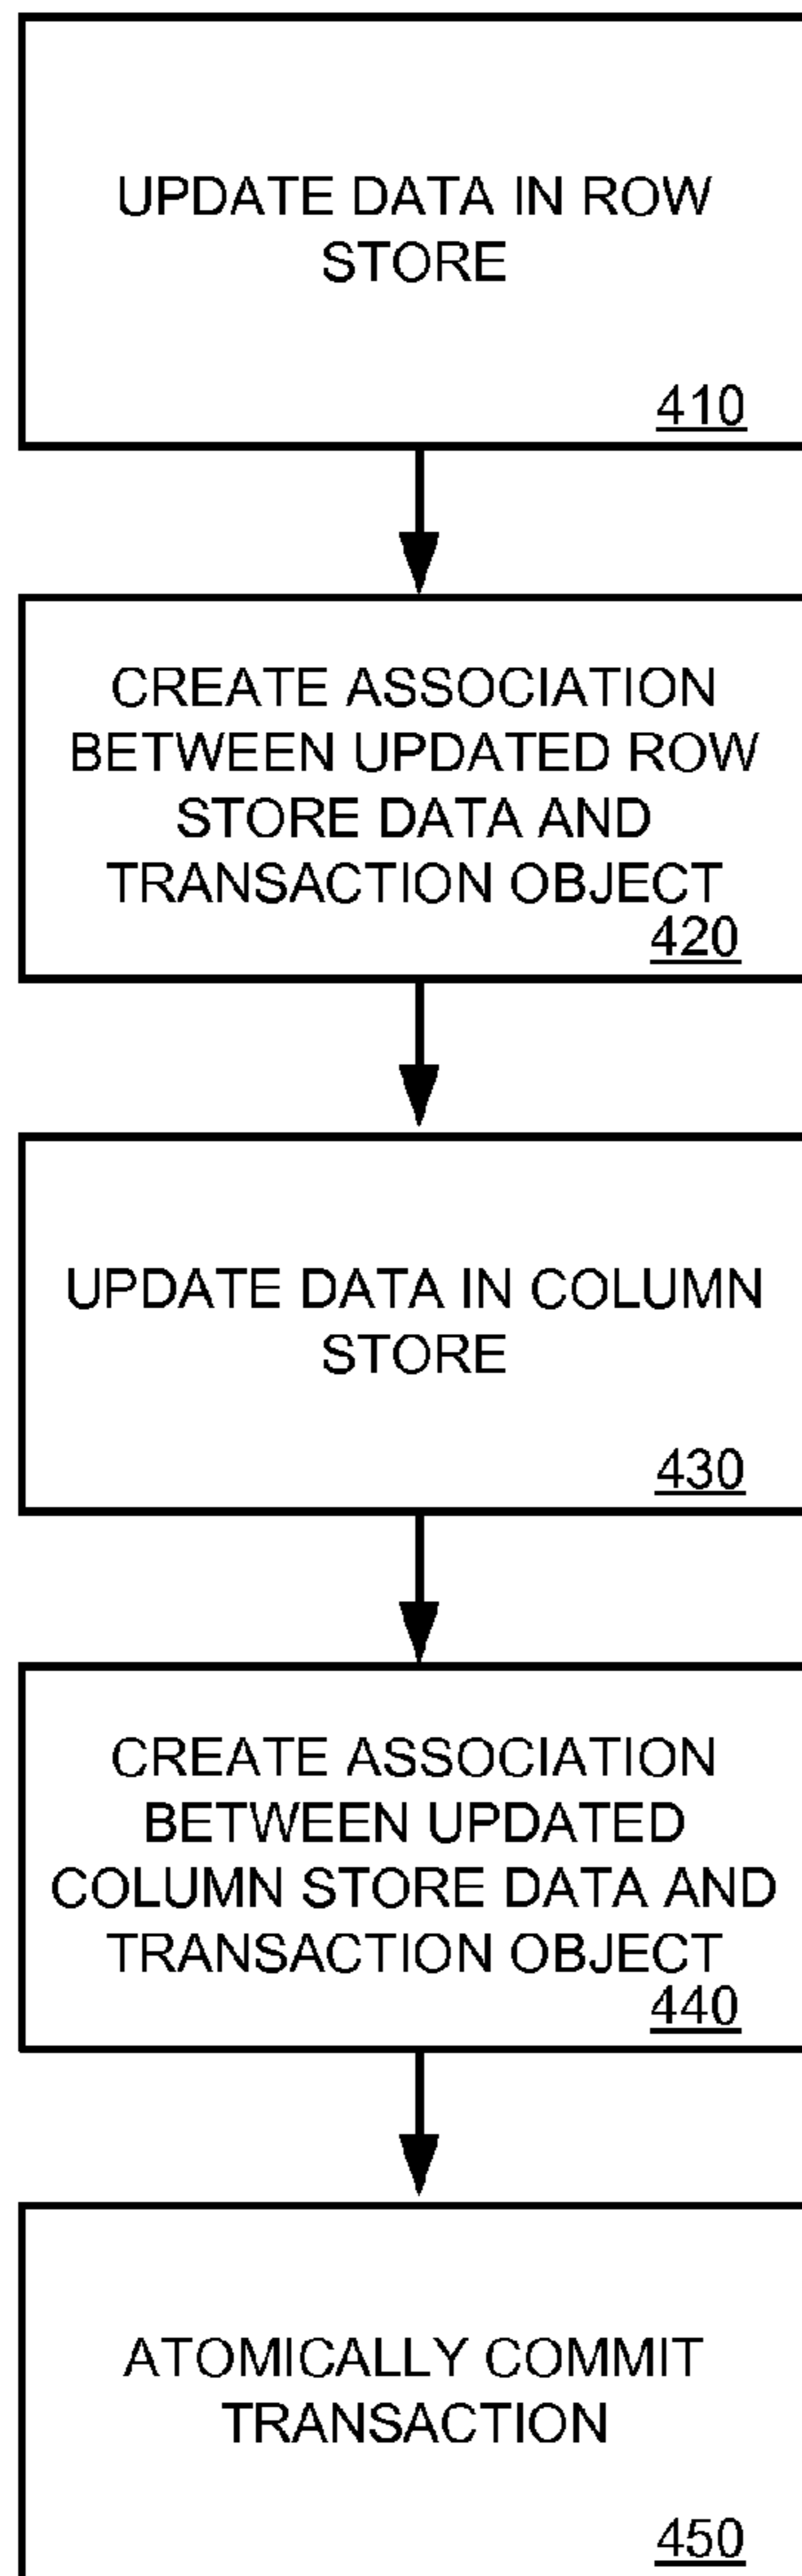 UPDATE DATA IN ROW
STORE
410
CREATE ASSOCIATION
BETWEEN UPDATED ROW
STORE DATA AND
TRANSACTION OBJECT
420
UPDATE DATA IN COLUMN
STORE
430
CREATE ASSOCIATION
BETWEEN UPDATED
COLUMN STORE DATA AND
TRANSACTION OBJECT
440
ATOMICALLY COMMIT
TRANSACTION
450